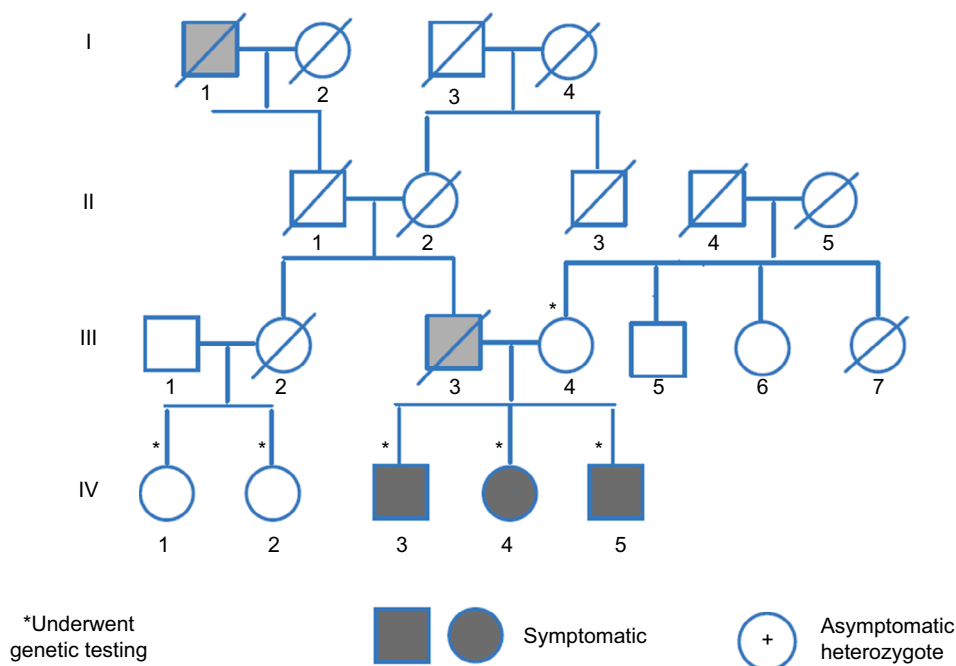 I
1 2 3 4
II
1 2 3 4 5
*
III
1 2 3 4 5 6 7
* * * * *
IV
1 2 3 4 5
*Underwent
genetic testing
Symptomatic
+
Asymptomatic
heterozygote